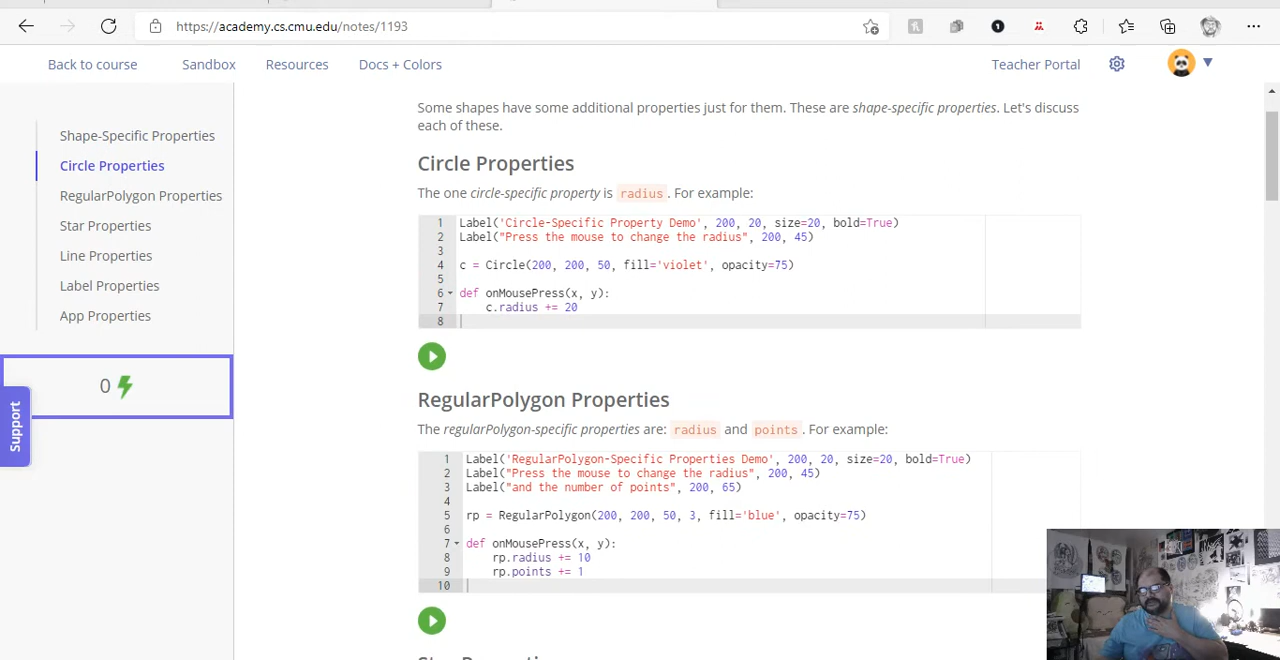 https://academy.cs.cmu.edu/notes/1193
Back to course
Sandbox
Resources
Docs + Colors
Teacher Portal
Shape-Specific Properties
Circle Properties
RegularPolygon Properties
Star Properties
Line Properties
Label Properties
App Properties
0
Support
Some shapes have some additional properties just for them. These are shape-specific properties. Let's discuss
each of these.
Circle Properties
The one circle-specific property is radius. For example:
1 Label('Circle-Specific Property Demo', 200, 20, size=20, bold=True)
2 Label("Press the mouse to change the radius", 200, 45)
3
4 c = Circle(200, 200, 50, fill='violet', opacity=75)
5
6 def onMousePress(x, y):
7 c.radius += 20
8
RegularPolygon Properties
The regularPolygon-specific properties are: radius and points. For example:
1 Label('RegularPolygon-Specific Properties Demo', 200, 20, size=20, bold=True)
2 Label("Press the mouse to change the radius", 200, 45)
3 Label("and the number of points", 200, 65)
4
5 rp = RegularPolygon(200, 200, 50, 3, fill='blue', opacity=75)
6
7 def onMousePress(x, y):
8 rp.radius += 10
9 rp.points += 1
10